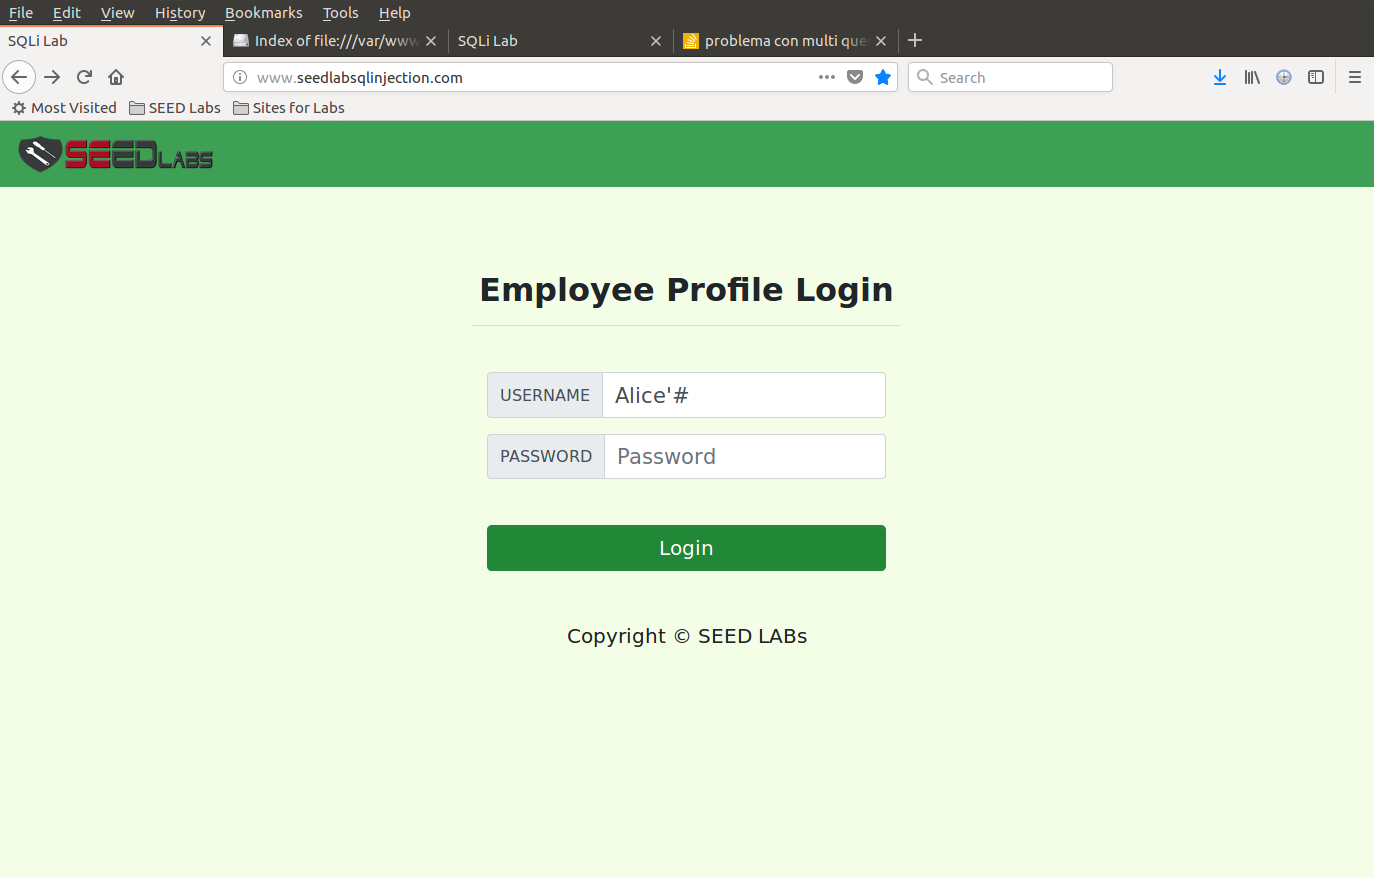 File Edit View History Bookmarks Tools Help
SQLi Lab Index of file:///var/www SQLi Lab problema con multi que
www.seedlabsqlinjection.com Search
Most Visited SEED Labs Sites for Labs
SEEDLABS
Employee Profile Login
USERNAME Alice'#
PASSWORD Password
Login
Copyright © SEED LABs